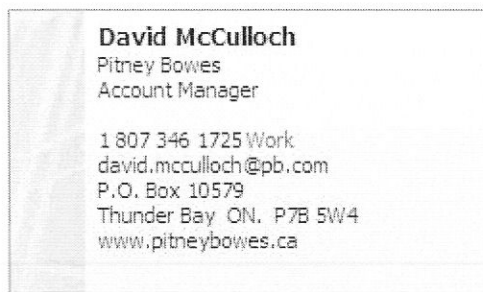 David McCulloch
Pitney Bowes
Account Manager
1 807 346 1725 Work
david.mcculloch@pb.com
P.O. Box 10579
Thunder Bay ON. P7B 5W4
www.pitneybowes.ca